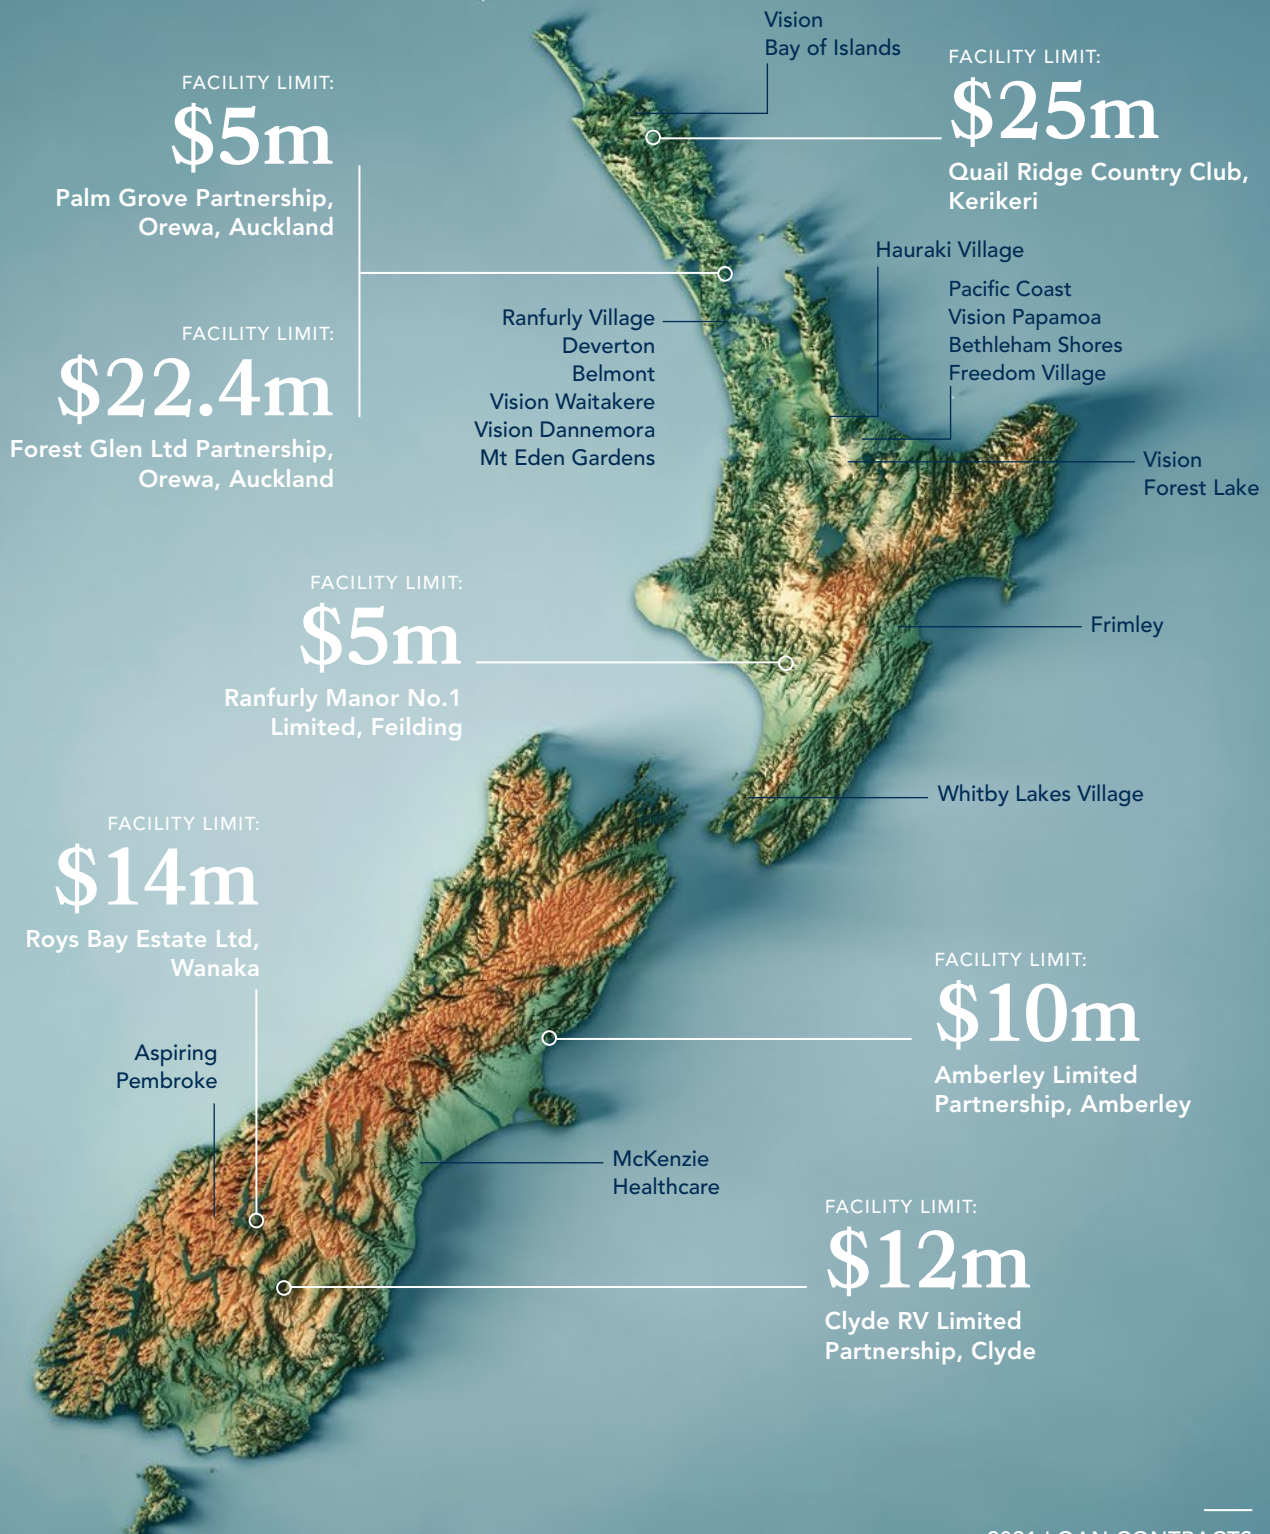 Vision
Bay of Islands
FACILITY LIMIT:
$25m
Quail Ridge Country Club,
Kerikeri
FACILITY LIMIT:
$5m
Palm Grove Partnership,
Orewa, Auckland
Hauraki Village
Pacific Coast
Vision Papamoa
Bethleham Shores
Freedom Village
Ranfurly Village
Deverton
Belmont
Vision Waitakere
Vision Dannemora
Mt Eden Gardens
FACILITY LIMIT:
$22.4m
Forest Glen Ltd Partnership,
Orewa, Auckland
Vision
Forest Lake
FACILITY LIMIT:
$5m
Ranfurly Manor No.1
Limited, Feilding
Frimley
Whitby Lakes Village
FACILITY LIMIT:
$14m
Roys Bay Estate Ltd,
Wanaka
Aspiring
Pembroke
FACILITY LIMIT:
$10m
Amberley Limited
Partnership, Amberley
McKenzie
Healthcare
FACILITY LIMIT:
$12m
Clyde RV Limited
Partnership, Clyde
LOAN CONTRACTS